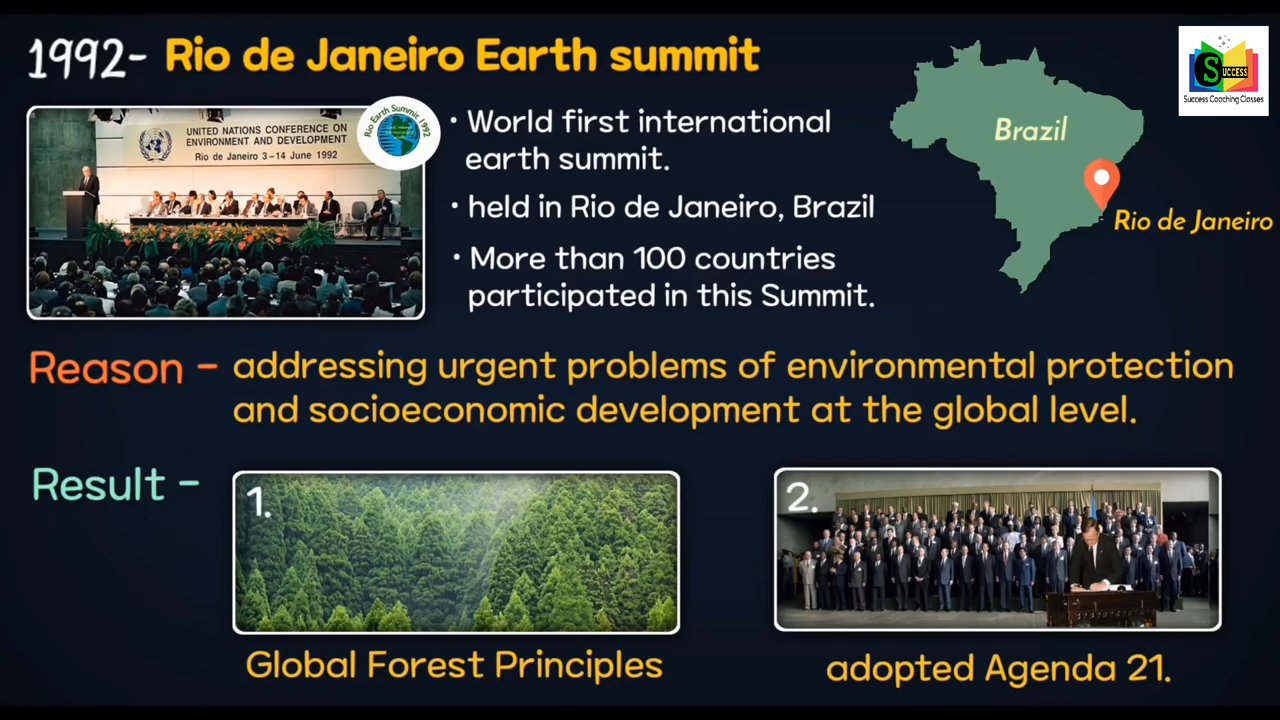 1992- Rio de Janeiro Earth summit
UNITED NATIONS CONFERENCE ON
ENVIRONMENT AND DEVELOPMENT
Rio de Janeiro 3-14 June 1992
Rio Earth Summit 1992
• World first international
earth summit.
• held in Rio de Janeiro, Brazil
• More than 100 countries
participated in this Summit.
Brazil
Rio de Janeiro
SUCCESS
Success Coaching Classes
Reason - addressing urgent problems of environmental protection
and socioeconomic development at the global level.
Result -
1.
Global Forest Principles
2.
adopted Agenda 21.